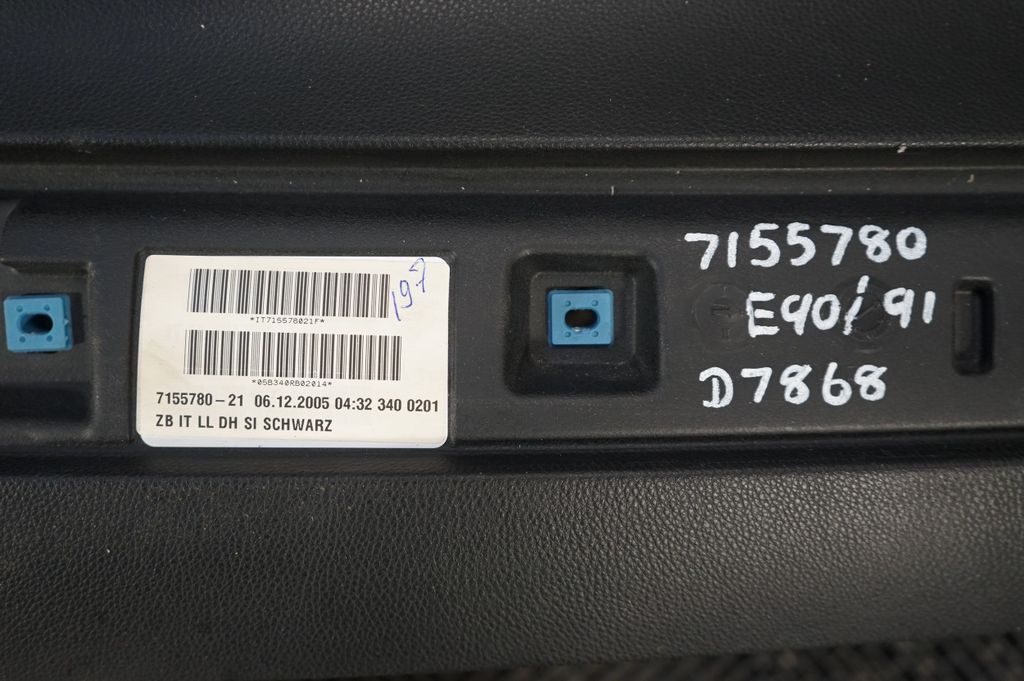 197
*IT715578021F*
*05B340RB02014*
7155780-21 06.12.2005 04:32 340 0201
ZB IT LL DH SI SCHWARZ
7155780
E90/91
D7868